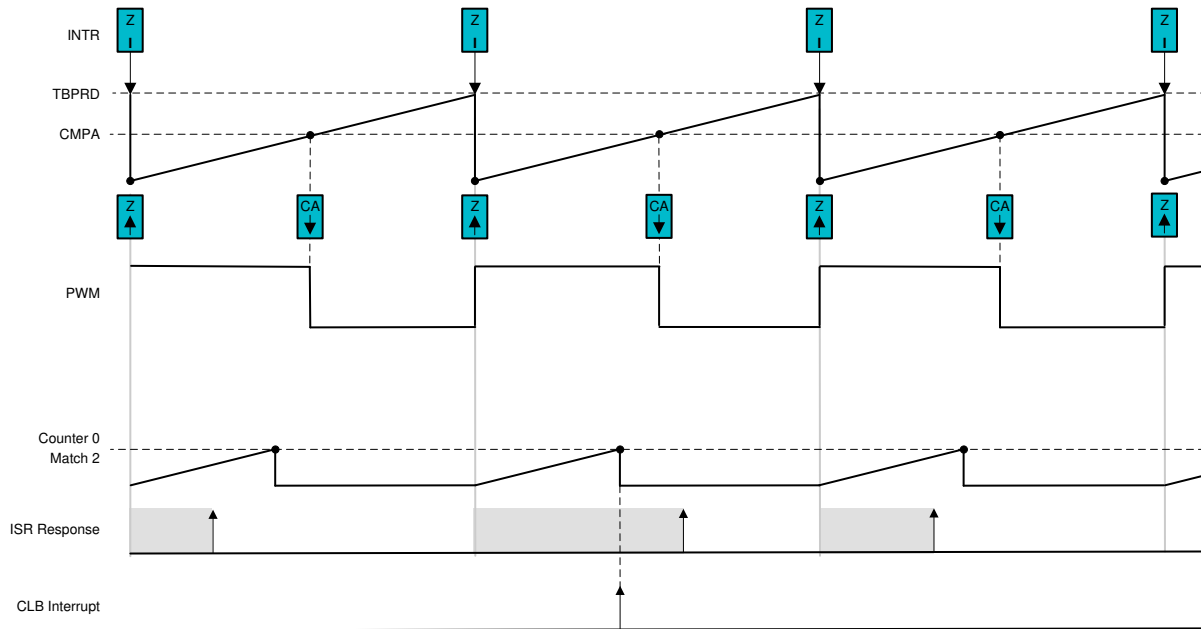 INTR
Z
I
Z
I
Z
I
Z
I
TBPRD
CMPA
Z
CA
Z
CA
Z
CA
Z
PWM
Counter 0
Match 2
ISR Response
CLB Interrupt